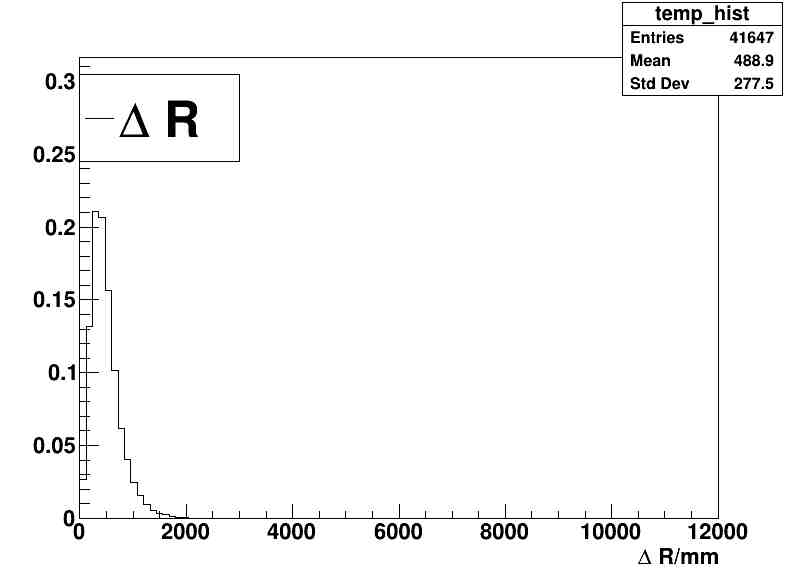 temp_hist
Entries 41647
Mean 488.9
Std Dev 277.5
Δ R
0.3
0.25
0.2
0.15
0.1
0.05
0
0 2000 4000 6000 8000 10000 12000
Δ R/mm